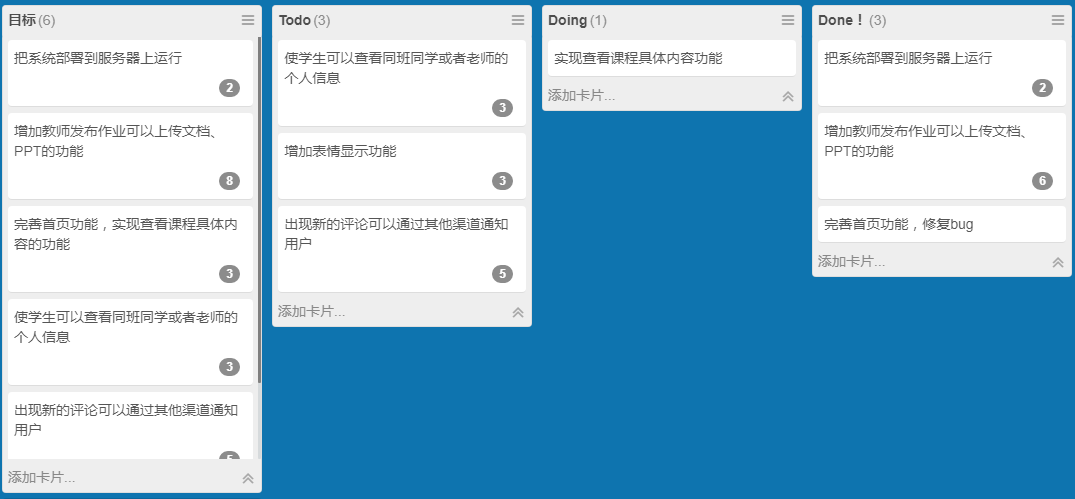 目标(6)
把系统部署到服务器上运行
2
增加教师发布作业可以上传文档、
PPT的功能
8
完善首页功能，实现查看课程具体内
容的功能
3
使学生可以查看同班同学或者老师的
个人信息
3
出现新的评论可以通过其他渠道通知
用户
5
添加卡片...
Todo(3)
使学生可以查看同班同学或者老师的
个人信息
3
增加表情显示功能
3
出现新的评论可以通过其他渠道通知
用户
5
添加卡片...
Doing(1)
实现查看课程具体内容功能
添加卡片...
Done！(3)
把系统部署到服务器上运行
2
增加教师发布作业可以上传文档、
PPT的功能
6
完善首页功能，修复bug
添加卡片...